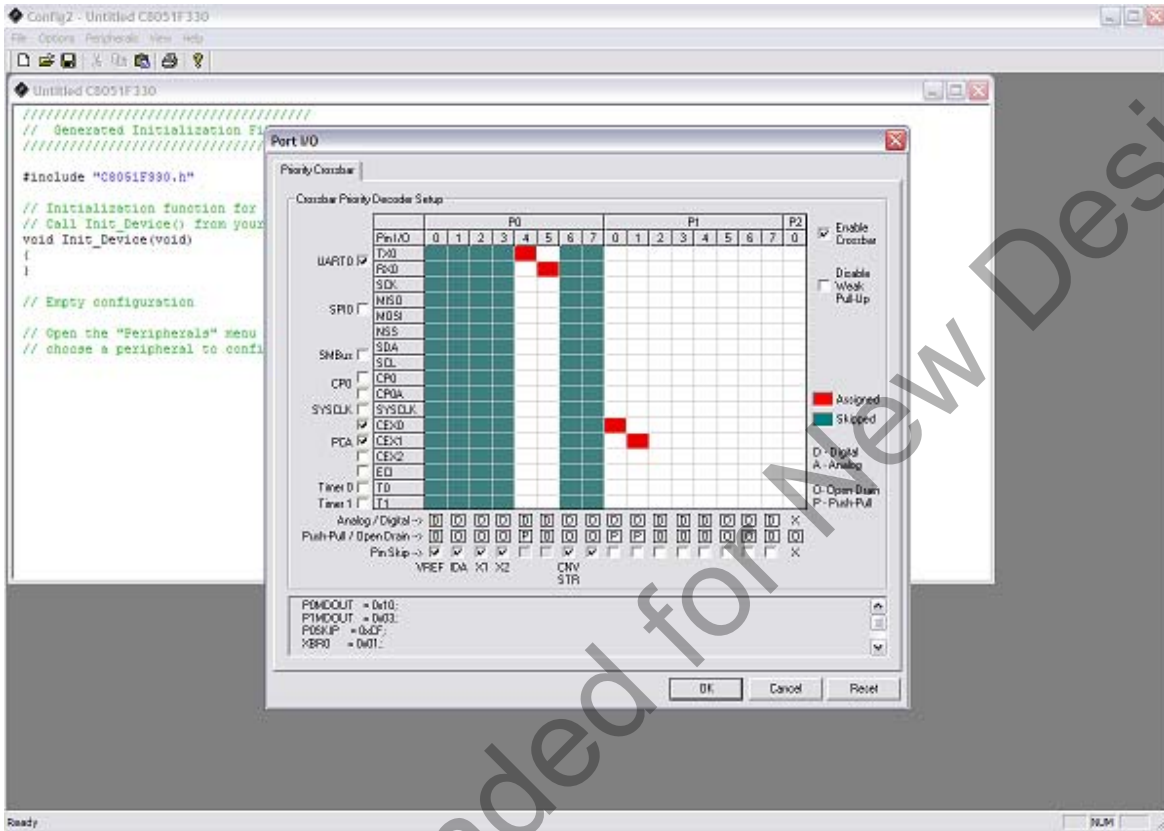 Config2 - Untitled C8051F330
File Options Peripherals View Help
Untitled C8051F330
///////////////////////////////////////
// Generated Initialization Fi
#include "C8051F330.h"
// Initialization function for
// Call Init_Device() from your
void Init_Device(void)
{
}
// Empty configuration
// Open the "Peripherals" menu
// choose a peripheral to confi
Port I/O
Priority Crossbar
Crossbar Priority Decoder Setup
P0 P1 P2
Pin I/O 0 1 2 3 4 5 6 7 0 1 2 3 4 5 6 7 0
UART0 TX0
RX0
SCK
SPI0 MISO
MOSI
NSS
SMBus SDA
SCL
CP0 CP0
CP0A
SYSCLK SYSCLK
CEX0
PCA CEX1
CEX2
ECI
Timer 0 T0
Timer 1 T1
Enable Crossbar
Disable Weak Pull-Up
Assigned
Skipped
D - Digital
A - Analog
O - Open-Drain
P - Push-Pull
Analog / Digital -> D D D D D D D D D D D D D D D D X
Push-Pull / Open Drain -> O O O O P O O O P P O O O O O O O
Pin Skip -> X
VREF IDA X1 X2 CNV STR
P0MDOUT = 0x10;
P1MDOUT = 0x03;
P0SKIP = 0xCF;
XBR0 = 0x01;
OK Cancel Reset
Ready NUM
ded for New Desi